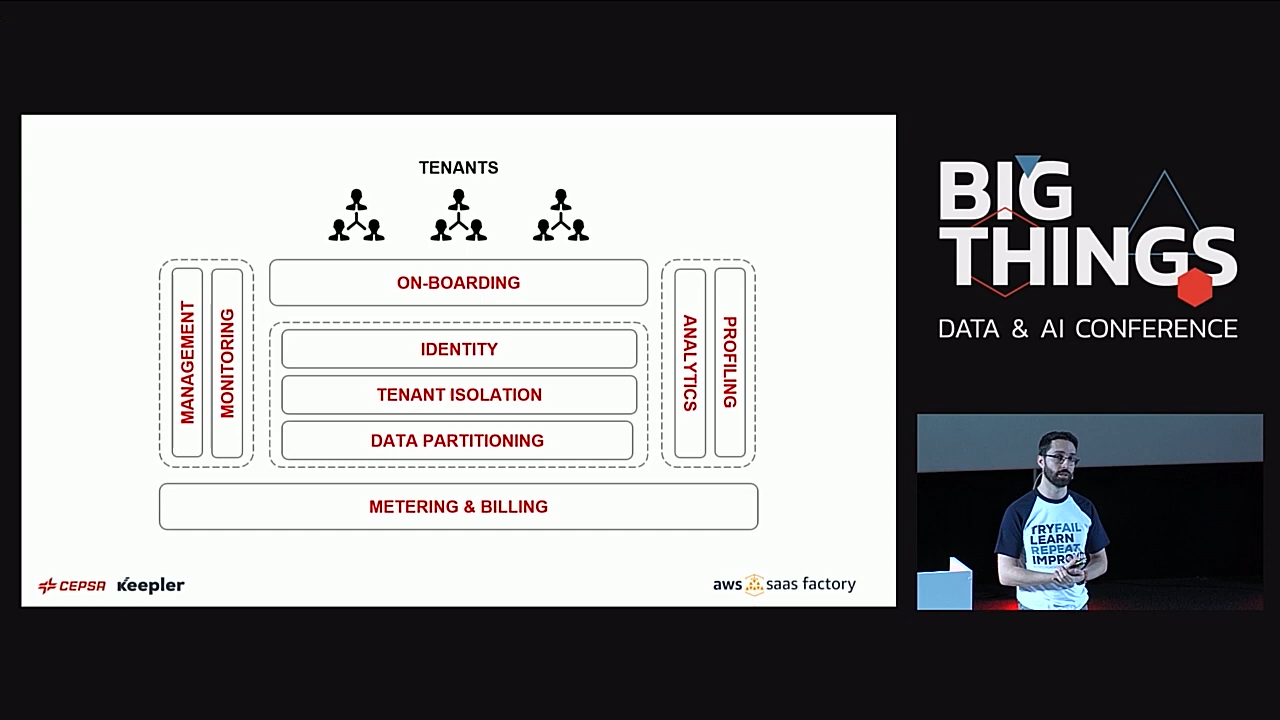 TENANTS
ON-BOARDING
MANAGEMENT
MONITORING
IDENTITY
TENANT ISOLATION
DATA PARTITIONING
ANALYTICS
PROFILING
METERING & BILLING
CEPSA
keepler
aws saas factory
BIG
THINGS
DATA & AI CONFERENCE
TRYFAIL
LEARN
REPEAT
IMPRO